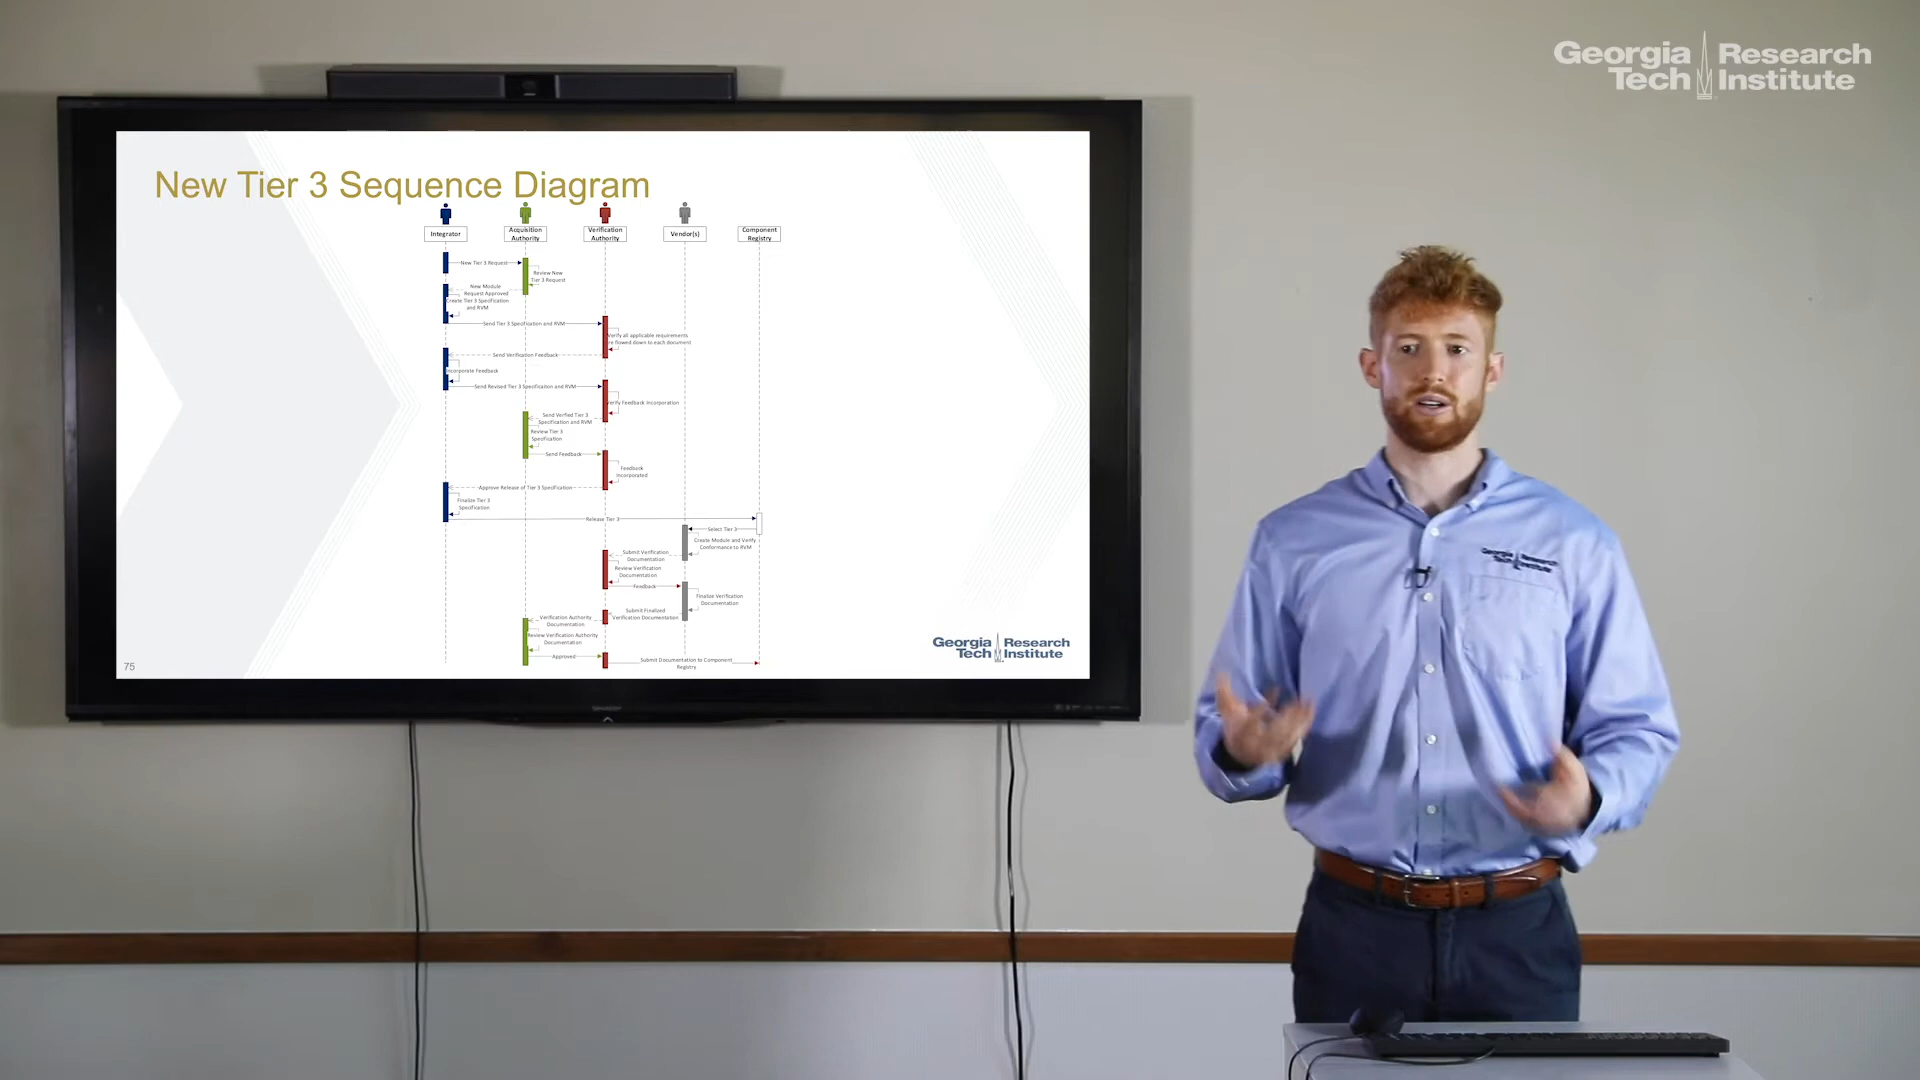 Georgia Research
Tech Institute
New Tier 3 Sequence Diagram
Integrator
Acquisition
Authority
Verification
Authority
Vendor(s)
Component
Registry
New Tier 3 Request
Review New
Tier 3 Request
New Module
Request Approved
Create Tier 3 Specification
and RVM
Send Tier 3 Specification and RVM
Verify all applicable requirements
are flowed down to each document
Send Verification Feedback
Incorporate Feedback
Send Revised Tier 3 Specificaiton and RVM
Verify Feedback Incorporation
Send Verified Tier 3
Specification and RVM
Review Tier 3
Specification
Send Feedback
Feedback
Incorporated
Approve Release of Tier 3 Specification
Finalize Tier 3
Specification
Release Tier 3
Select Tier 3
Create Module and Verify
Conformance to RVM
Submit Verification
Documentation
Review Verification
Documentation
Feedback
Finalize Verification
Documentation
Submit Finalized
Verification Documentation
Verification Authority
Documentation
Review Verification Authority
Documentation
Approved
Submit Documentation to Component
Registry
75
Georgia Research
Tech Institute
Georgia Research
Tech Institute